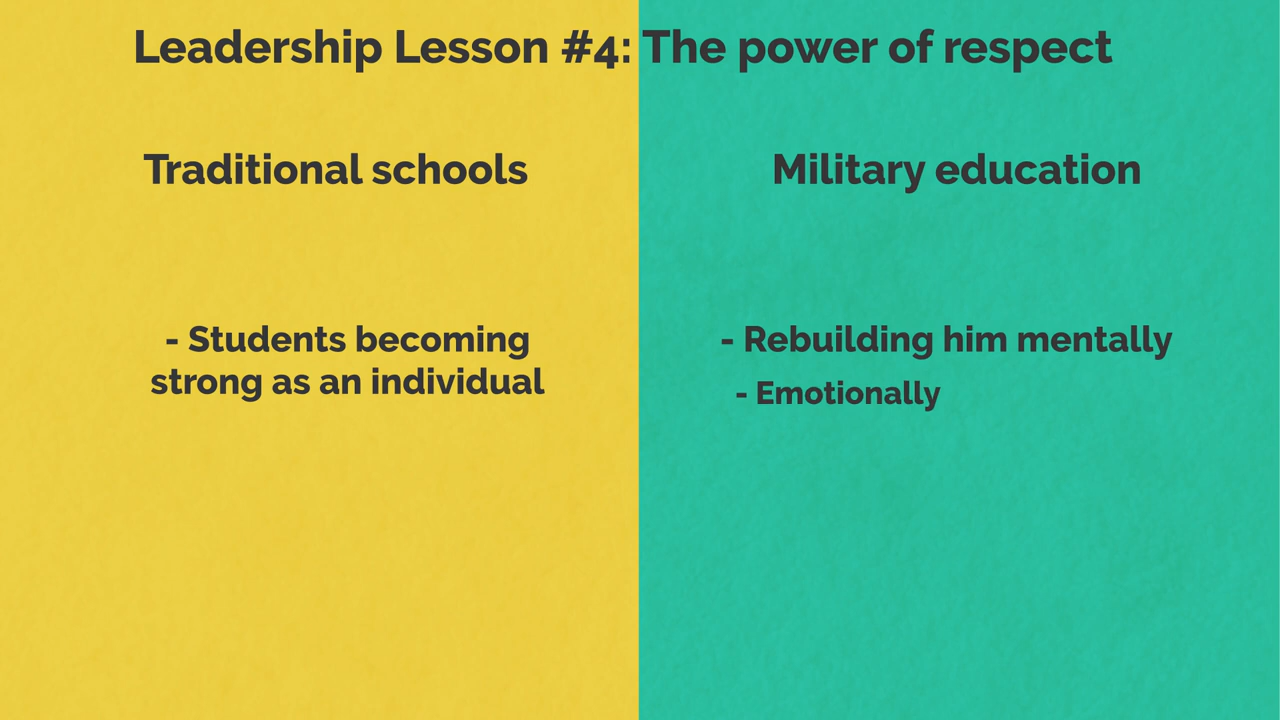 Leadership Lesson #4: The power of respect
Traditional schools
Military education
- Students becoming
strong as an individual
- Rebuilding him mentally
- Emotionally